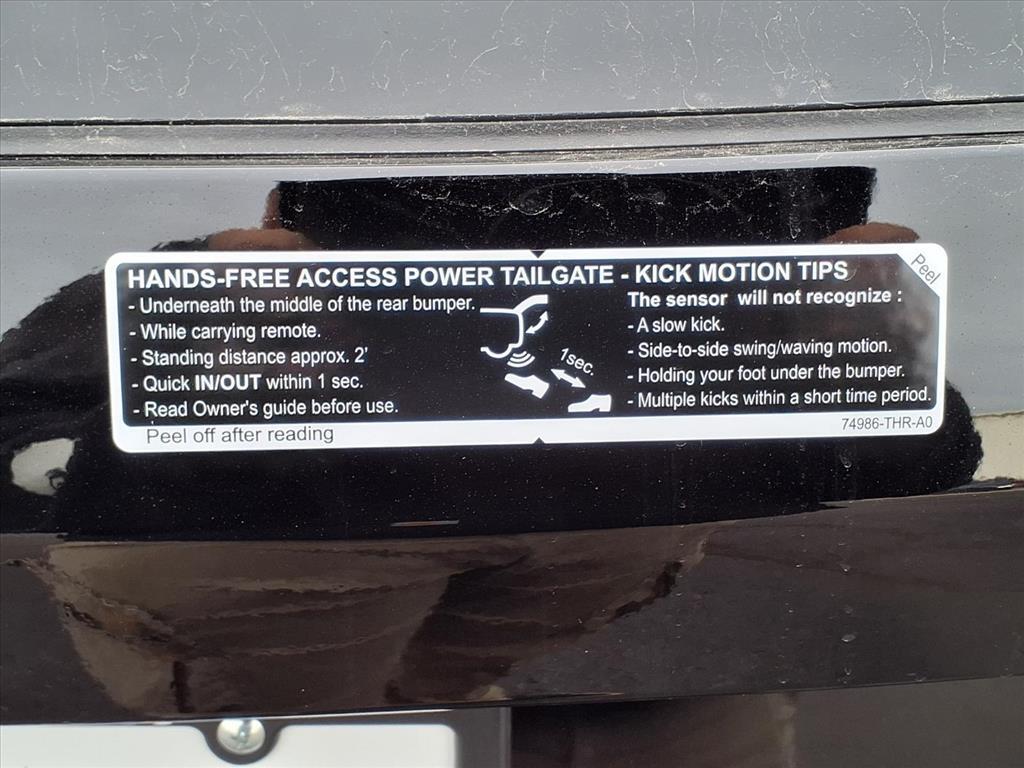 HANDS-FREE ACCESS POWER TAILGATE - KICK MOTION TIPS
Peel
- Underneath the middle of the rear bumper.
- While carrying remote.
- Standing distance approx. 2'
- Quick IN/OUT within 1 sec.
- Read Owner's guide before use.
1sec.
The sensor will not recognize :
- A slow kick.
- Side-to-side swing/waving motion.
- Holding your foot under the bumper.
- Multiple kicks within a short time period.
Peel off after reading
74986-THR-A0